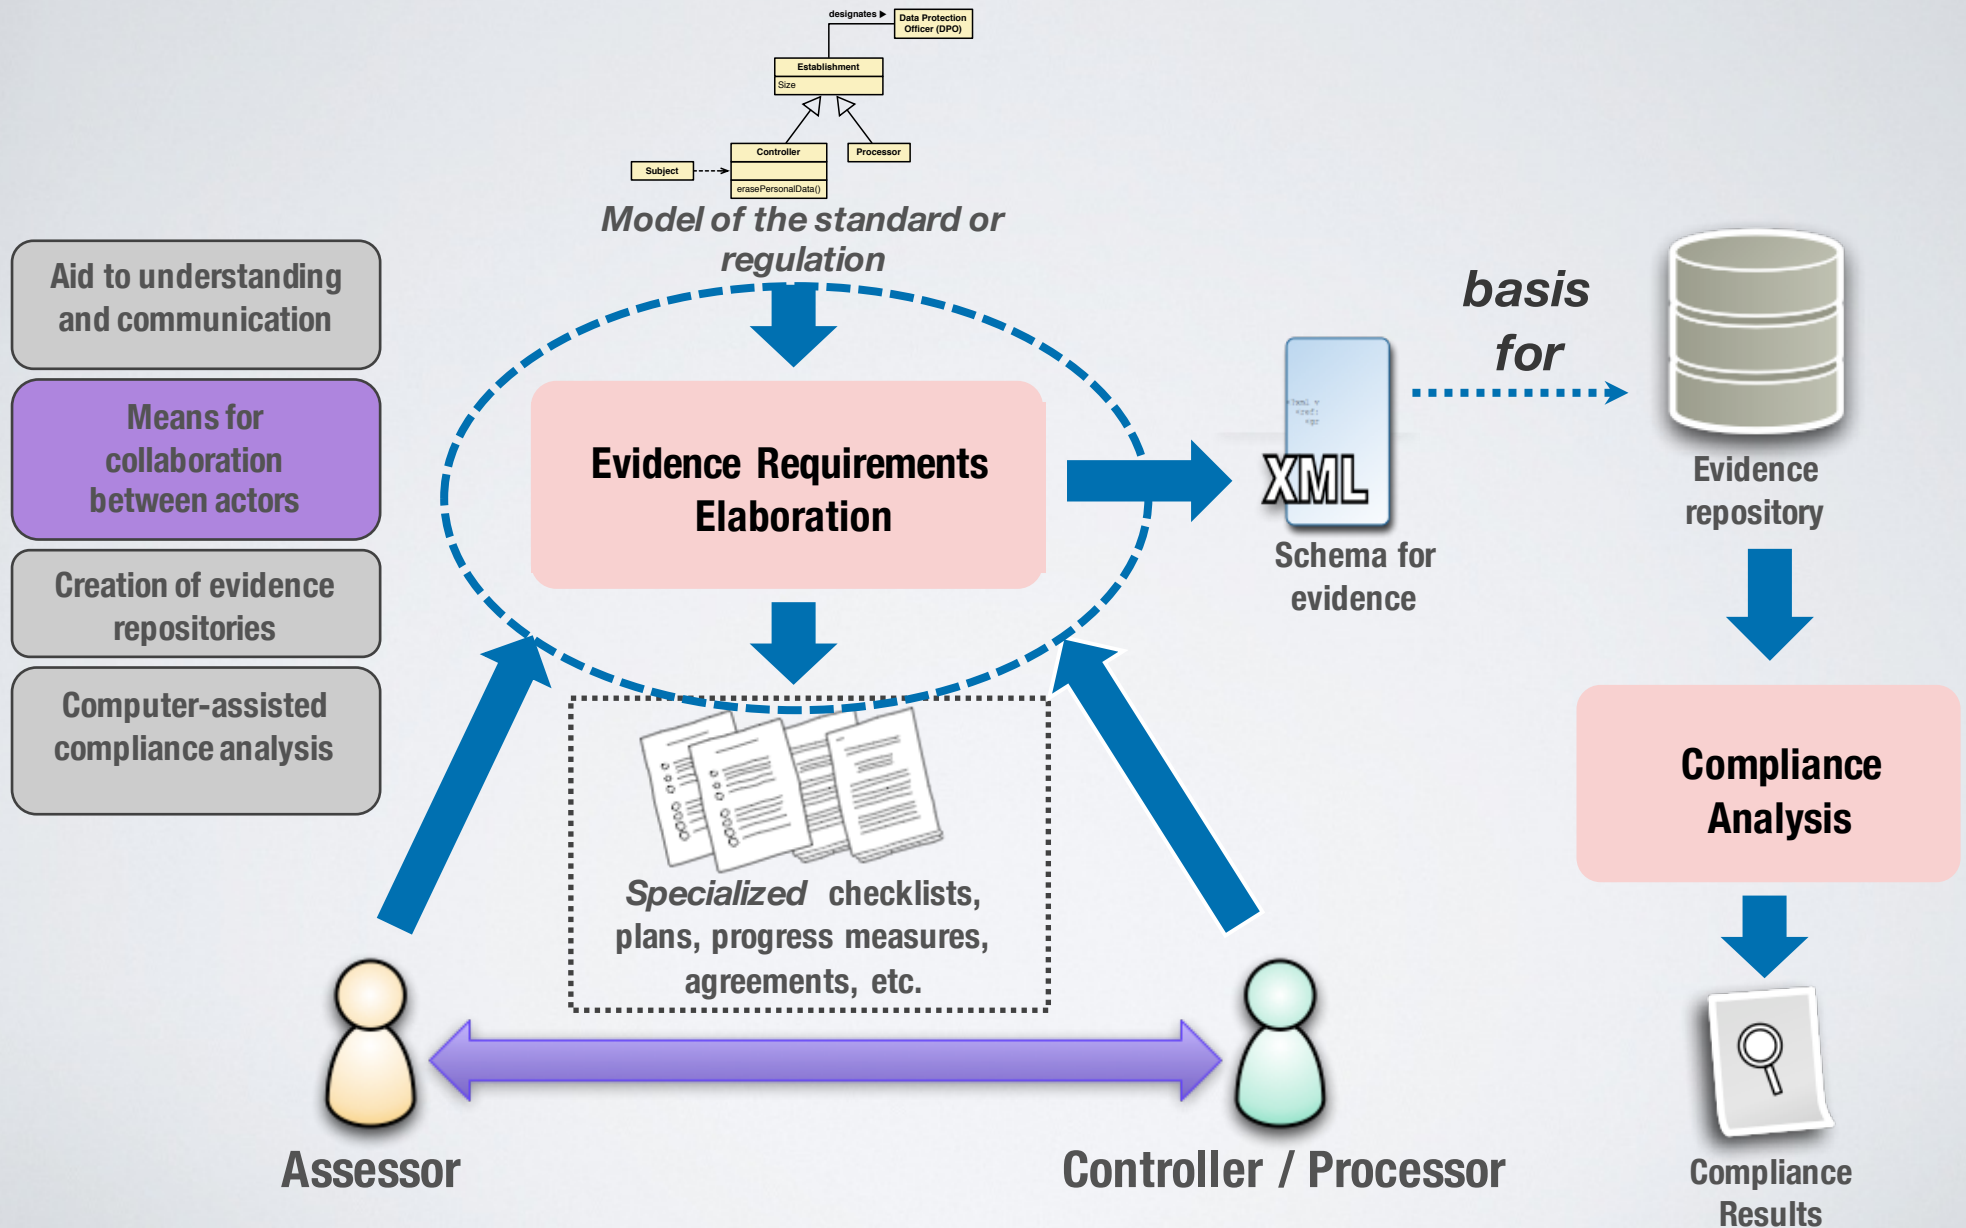 designates ▶
Data Protection
Officer (DPO)
Establishment
Size
Controller
Processor
Subject
erasePersonalData()
Model of the standard or
regulation
Aid to understanding
and communication
Means for
collaboration
between actors
Creation of evidence
repositories
Computer-assisted
compliance analysis
Evidence Requirements
Elaboration
<?xml v
<ref:
<pr
XML
Schema for
evidence
basis
for
Evidence
repository
Compliance
Analysis
Specialized checklists,
plans, progress measures,
agreements, etc.
Assessor
Controller / Processor
Compliance
Results